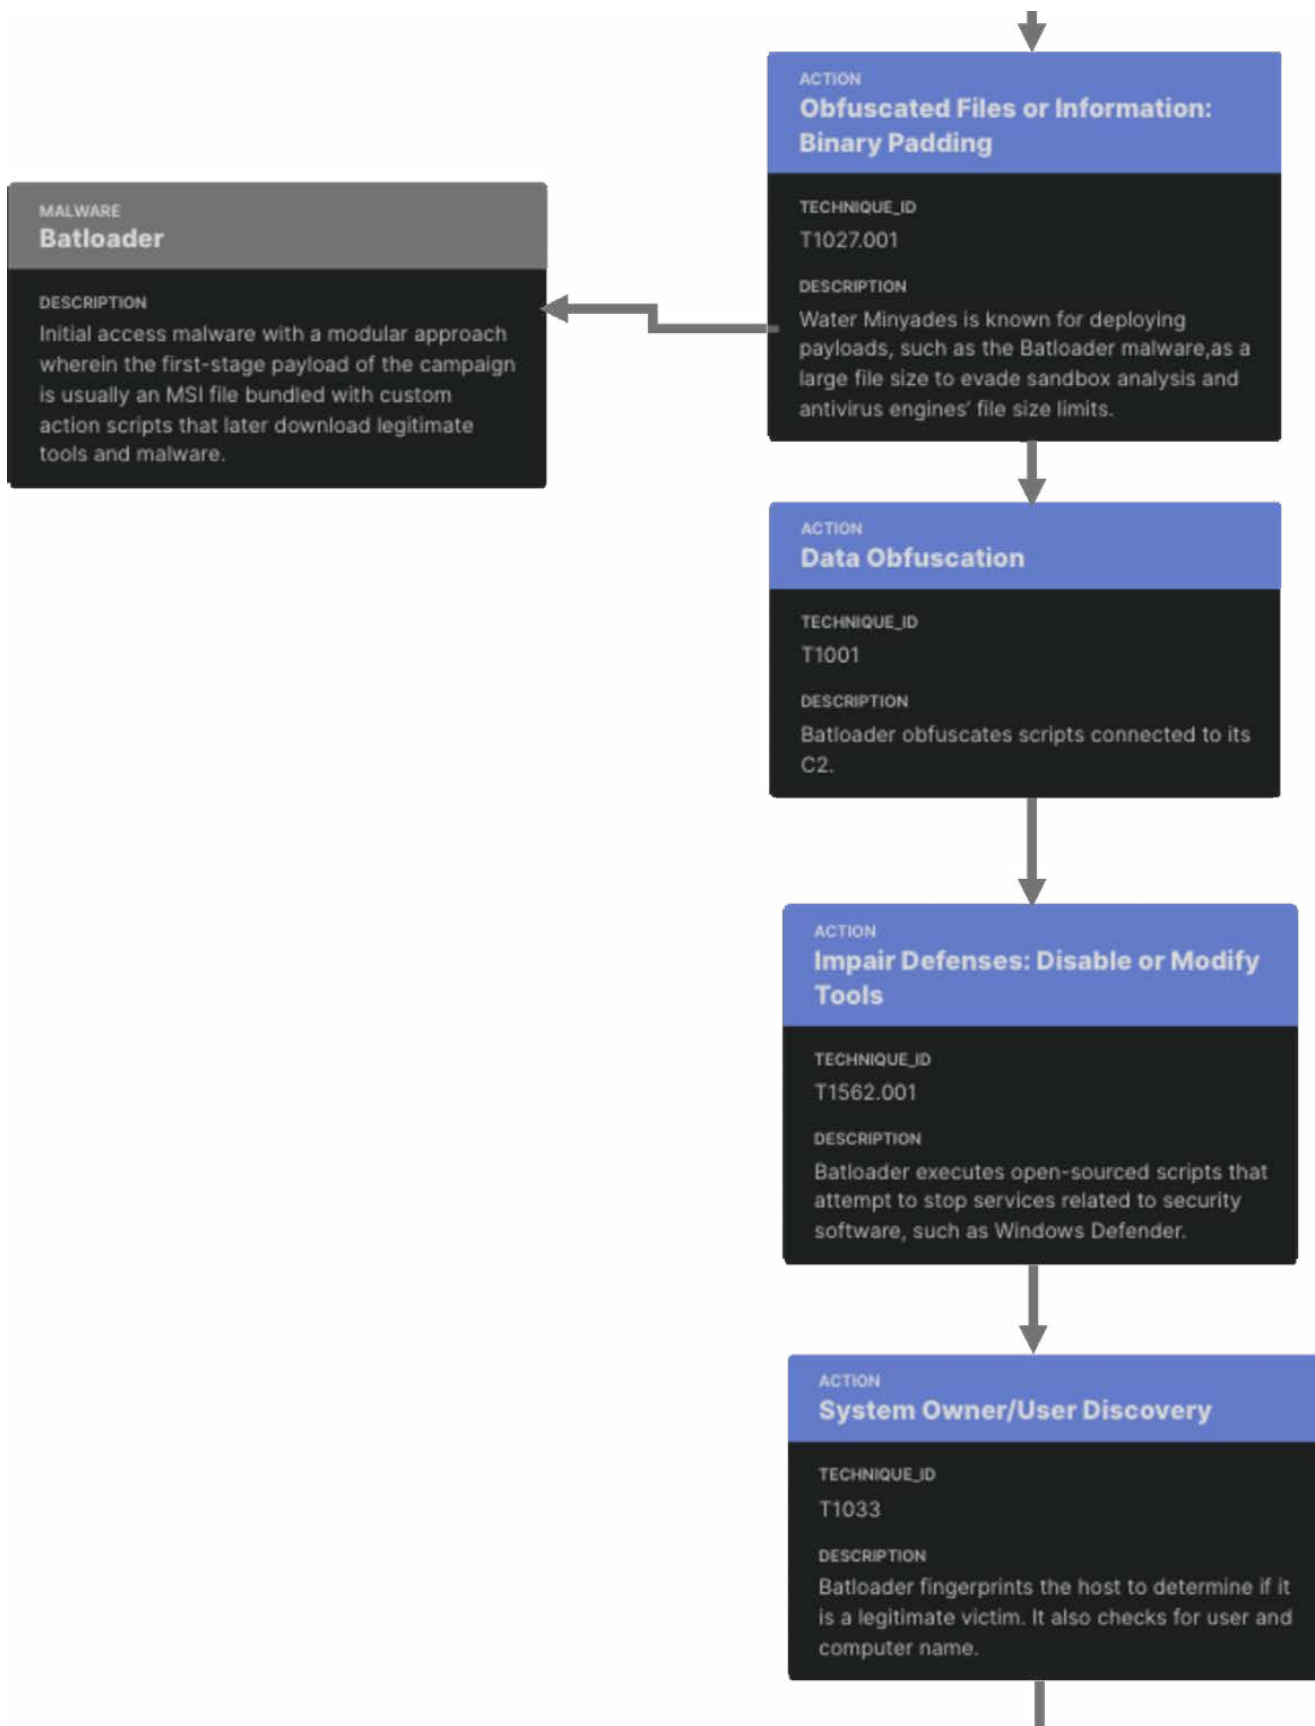 ACTION
Obfuscated Files or Information:
Binary Padding
TECHNIQUE_ID
T1027.001
DESCRIPTION
Water Minyades is known for deploying
payloads, such as the Batloader malware,as a
large file size to evade sandbox analysis and
antivirus engines’ file size limits.
MALWARE
Batloader
DESCRIPTION
Initial access malware with a modular approach
wherein the first-stage payload of the campaign
is usually an MSI file bundled with custom
action scripts that later download legitimate
tools and malware.
ACTION
Data Obfuscation
TECHNIQUE_ID
T1001
DESCRIPTION
Batloader obfuscates scripts connected to its
C2.
ACTION
Impair Defenses: Disable or Modify
Tools
TECHNIQUE_ID
T1562.001
DESCRIPTION
Batloader executes open-sourced scripts that
attempt to stop services related to security
software, such as Windows Defender.
ACTION
System Owner/User Discovery
TECHNIQUE_ID
T1033
DESCRIPTION
Batloader fingerprints the host to determine if it
is a legitimate victim. It also checks for user and
computer name.